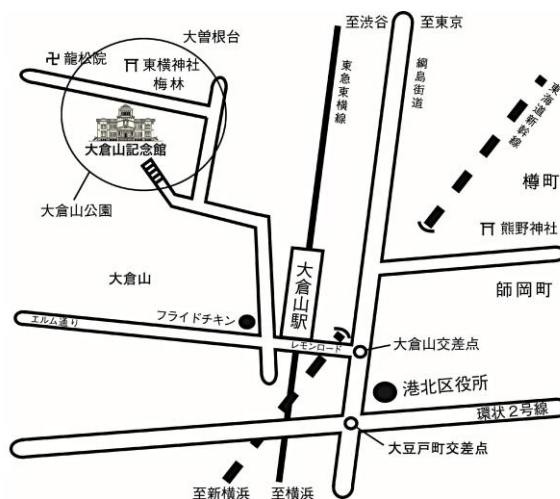 至渋谷
至東京
大曽根台
卍 龍松院
東横神社
梅林
東急東横線
綱島街道
東海道新幹線
大倉山記念館
樽町
大倉山公園
熊野神社
大倉山
大倉山駅
師岡町
フライドチキン
エルム通り
レモンロード
大倉山交差点
港北区役所
環状2号線
大豆戸町交差点
至新横浜
至横浜